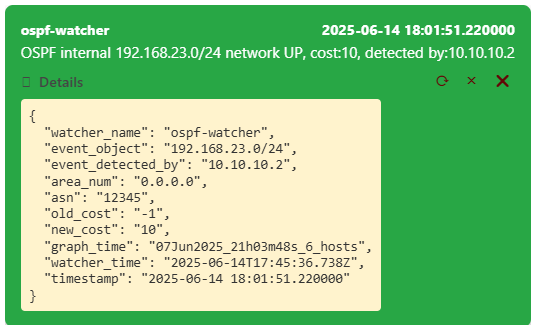 ospf-watcher 2025-06-14 18:01:51.220000
OSPF internal 192.168.23.0/24 network UP, cost:10, detected by:10.10.10.2
Details
{
  "watcher_name": "ospf-watcher",
  "event_object": "192.168.23.0/24",
  "event_detected_by": "10.10.10.2",
  "area_num": "0.0.0.0",
  "asn": "12345",
  "old_cost": "-1",
  "new_cost": "10",
  "graph_time": "07Jun2025_21h03m48s_6_hosts",
  "watcher_time": "2025-06-14T17:45:36.738Z",
  "timestamp": "2025-06-14 18:01:51.220000"
}